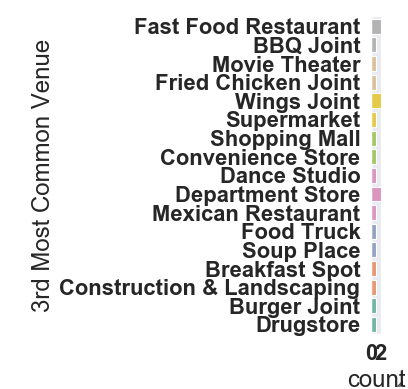 3rd Most Common Venue
Fast Food Restaurant
BBQ Joint
Movie Theater
Fried Chicken Joint
Wings Joint
Supermarket
Shopping Mall
Convenience Store
Dance Studio
Department Store
Mexican Restaurant
Food Truck
Soup Place
Breakfast Spot
Construction & Landscaping
Burger Joint
Drugstore
02
count